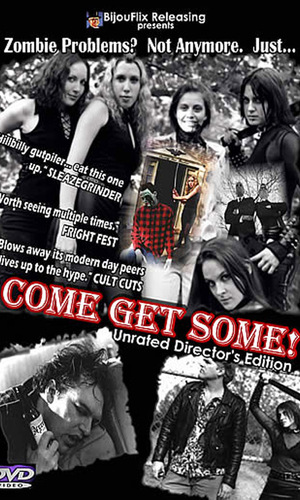 BijouFlix Releasing
presents
Zombie Problems? Not Anymore. Just...
Hillbilly gutpiler... eat this one
up." SLEAZEGRINDER
Worth seeing multiple times."
FRIGHT FEST
Blows away its modern day peers
lives up to the hype." CULT CUTS
COME GET SOME!
Unrated Director's Edition
DVD
VIDEO